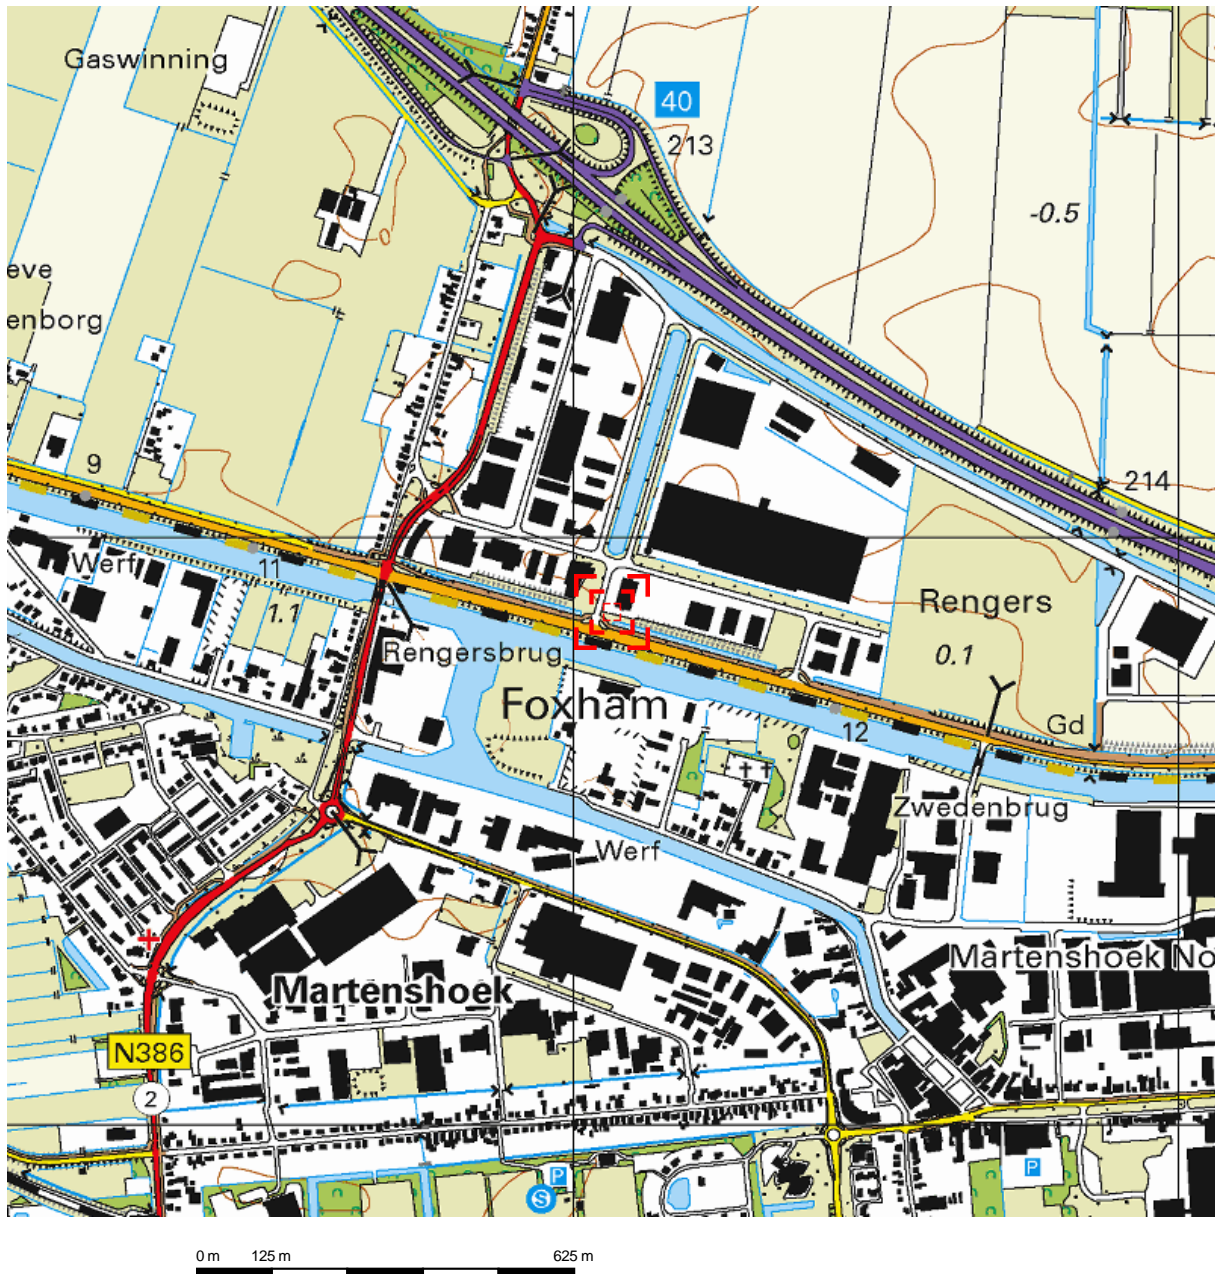 Gaswinning
40
213
-0.5
0
eve
enborg
9
214
Werf
11
1.1
Rengers
0.1
Rengersbrug
Foxham
12
Gd
Zwedenbrug
Werf
Martenshoek
Martenshoek No
N386
2
P
S
P
0 m 125 m 625 m